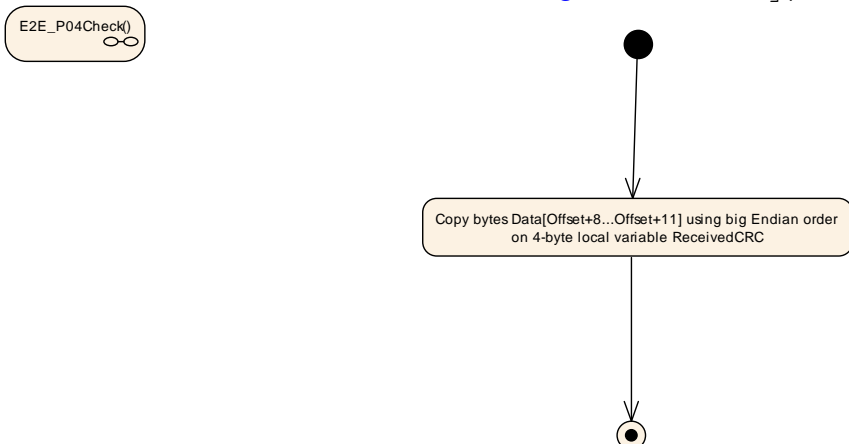 E2E_P04Check()
Copy bytes Data[Offset+8...Offset+11] using big Endian order
on 4-byte local variable ReceivedCRC